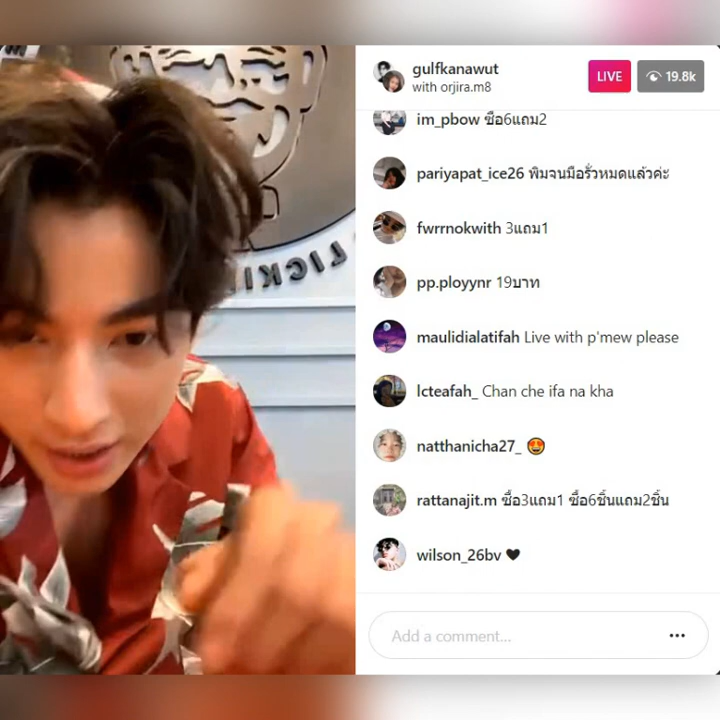 gulfkanawut
with orjira.m8
LIVE
19.8k
im_pbow ซื้อ6แถม2
pariyapat_ice26 พิมจนมือรั่วหมดแล้วค่ะ
fwrrnokwith 3แถม1
pp.ployynr 19บาท
maulidialatifah Live with p'mew please
lcteafah_ Chan che ifa na kha
natthanicha27_ 😍
rattanajit.m ซื้อ3แถม1 ซื้อ6ชิ้นแถม2ชิ้น
wilson_26bv 🖤
Add a comment...